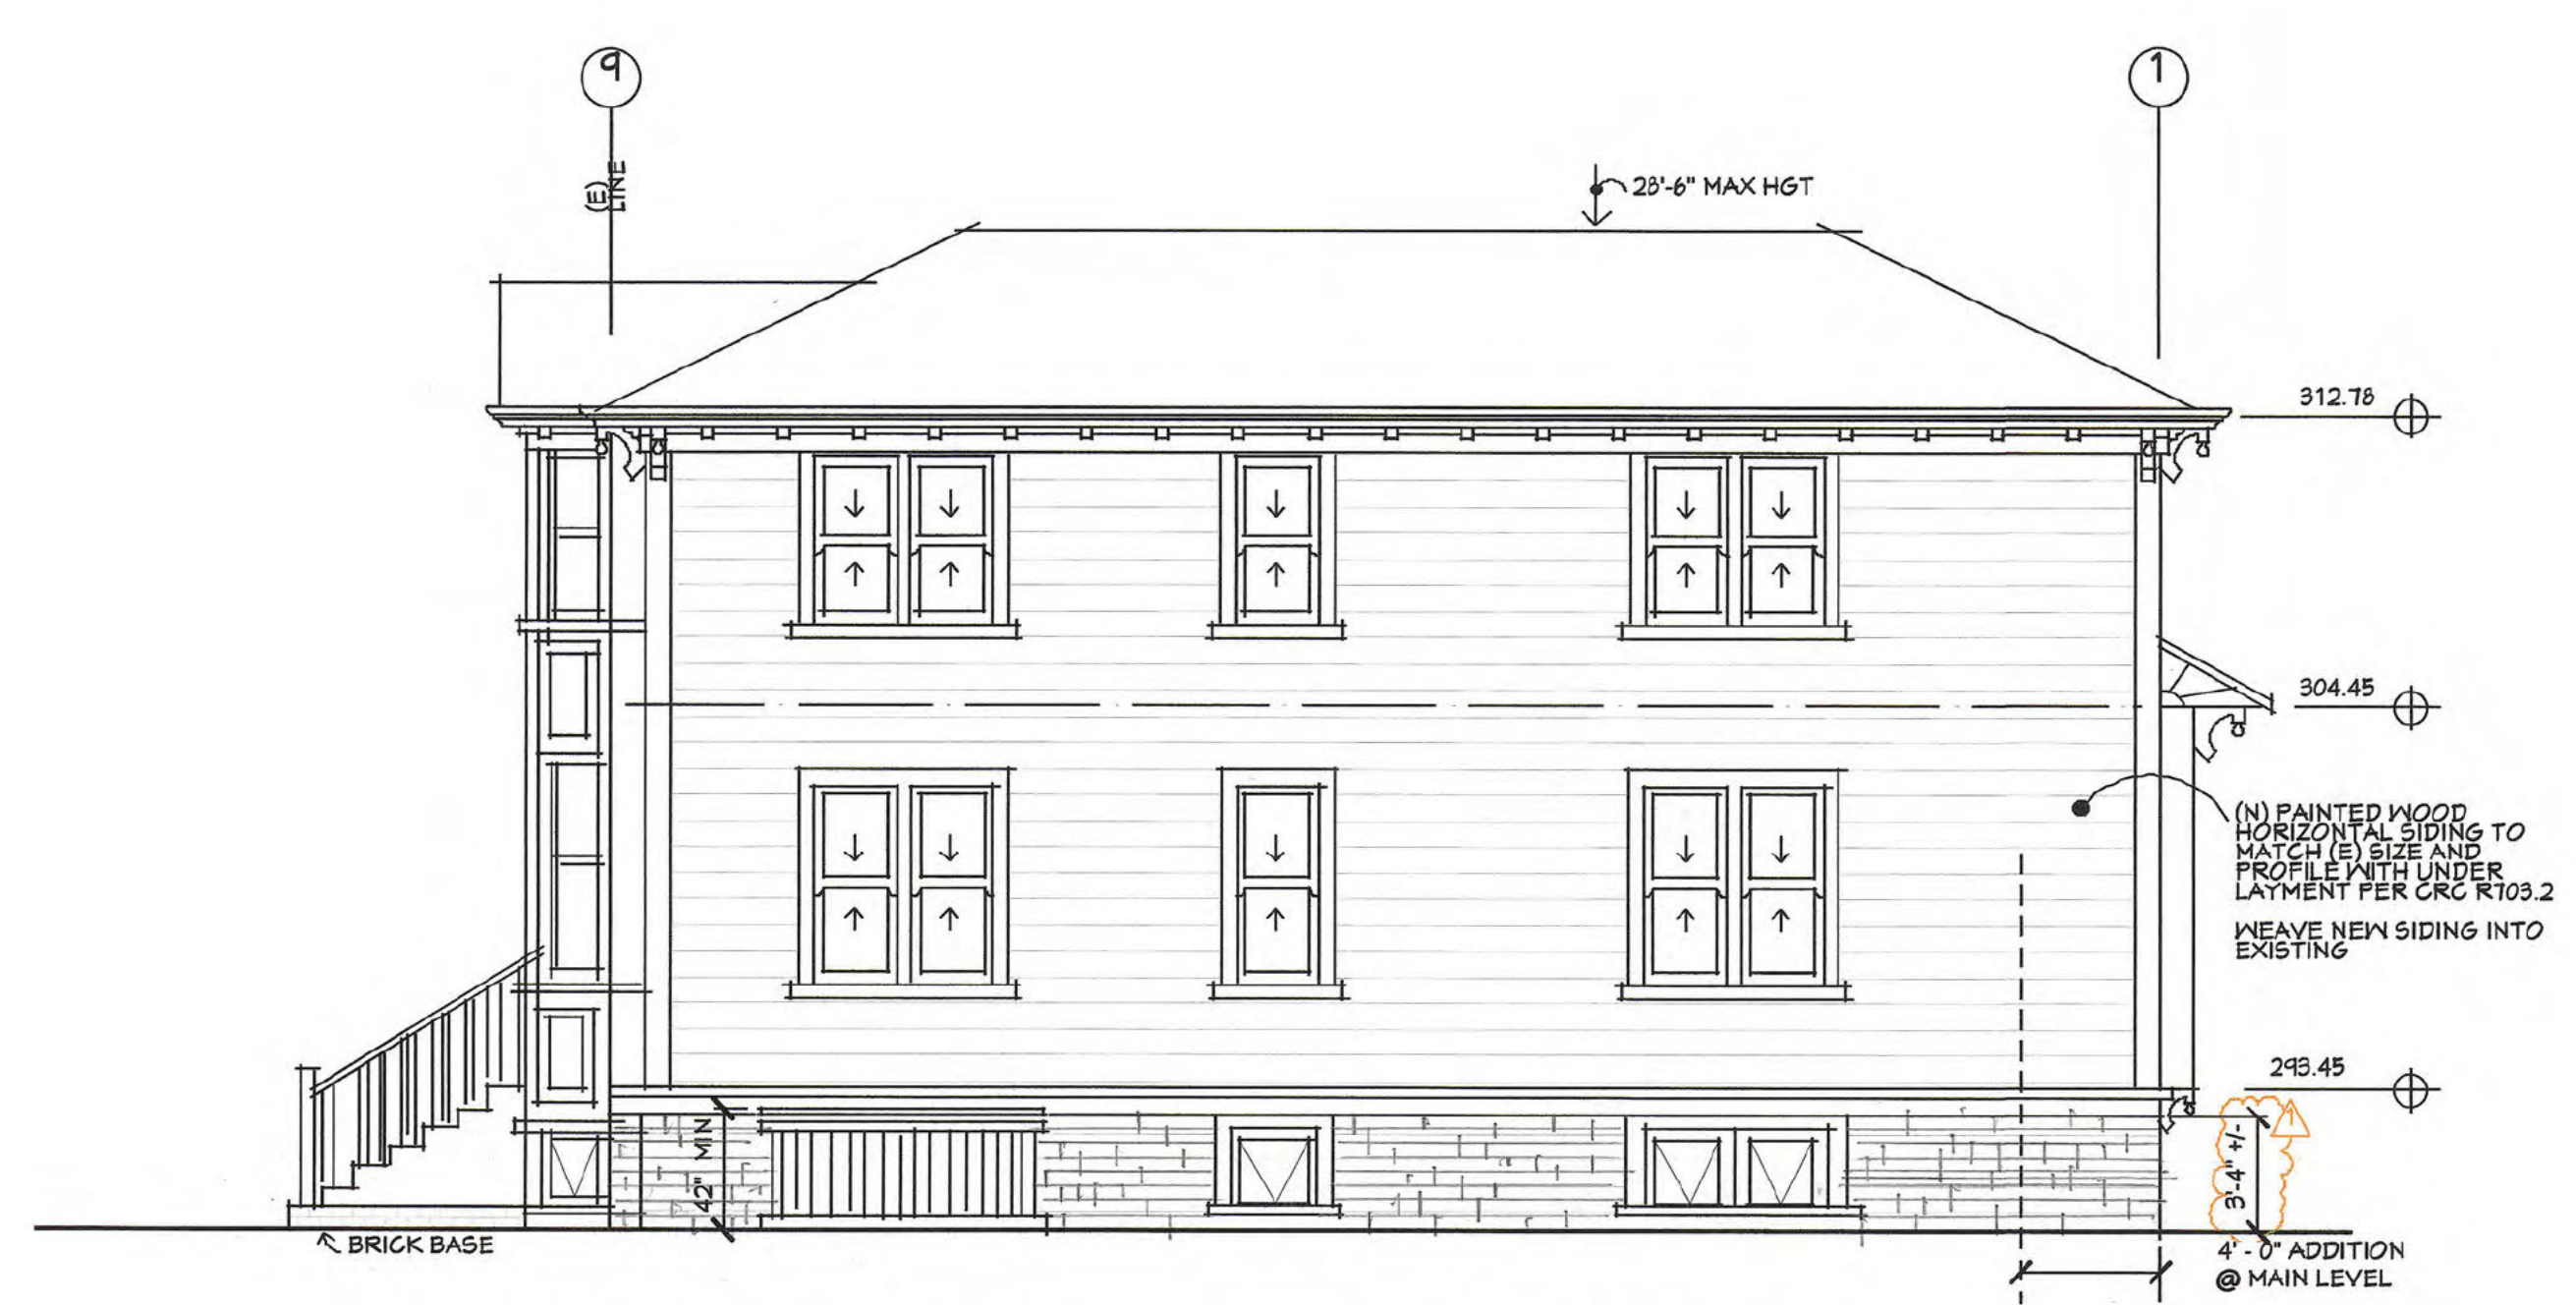 9
1
(E)
LINE
28'-6" MAX HGT
312.78
304.45
(N) PAINTED WOOD
HORIZONTAL SIDING TO
MATCH (E) SIZE AND
PROFILE WITH UNDER
LAYMENT PER CRC R703.2
WEAVE NEW SIDING INTO
EXISTING
293.45
42" MIN
3'-4" +/-
1
BRICK BASE
4' - 0" ADDITION
@ MAIN LEVEL